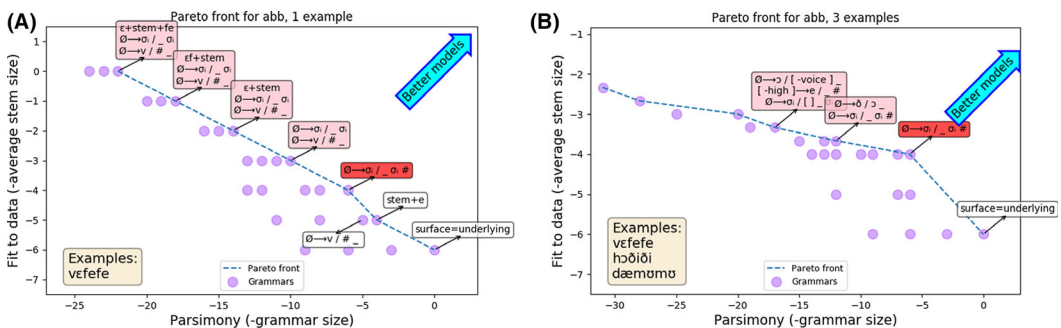 (A)
Pareto front for abb, 1 example
Fit to data (-average stem size)
1
0
−1
−2
−3
−4
−5
−6
−7
ε+stem+fe
Ø⟶σᵢ / _ σᵢ
Ø⟶v / # _
εf+stem
Ø⟶σᵢ / _ σᵢ
Ø⟶v / # _
ε+stem
Ø⟶σᵢ / _ σᵢ
Ø⟶v / # _
Ø⟶σᵢ / _ σᵢ
Ø⟶v / # _
Ø⟶σᵢ / _ σᵢ #
stem+e
Ø⟶v / # _
surface=underlying
Better models
Examples:
vɛfefe
Pareto front
Grammars
−25 −20 −15 −10 −5 0
Parsimony (-grammar size)
(B)
Pareto front for abb, 3 examples
Fit to data (-average stem size)
−1
−2
−3
−4
−5
−6
−7
Ø⟶ɔ / [ -voice ] _
[ -high ]⟶e / _ #
Ø⟶σᵢ / [ ] _ σᵢ
Ø⟶ð / ɔ _
Ø⟶σᵢ / _ σᵢ #
Ø⟶σᵢ / _ σᵢ #
surface=underlying
Better models
Examples:
vɛfefe
hɔðiði
dæmʊmʊ
Pareto front
Grammars
−30 −25 −20 −15 −10 −5 0
Parsimony (-grammar size)